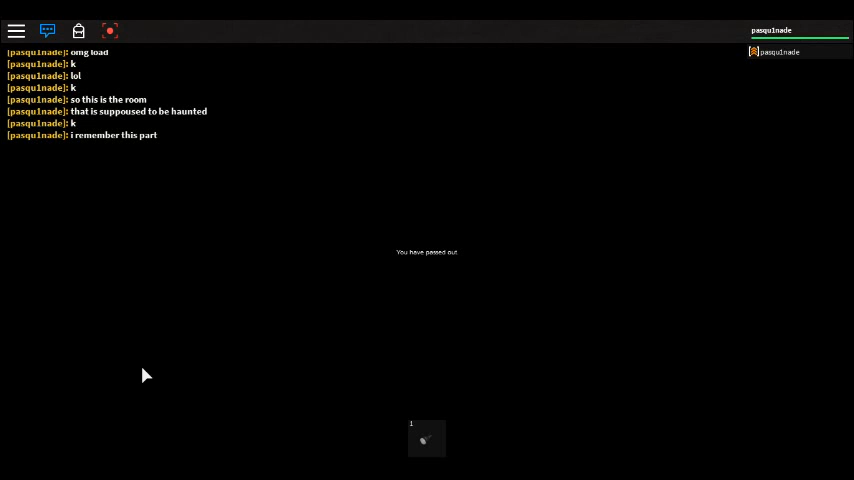 pasqu1nade
[pasqu1nade]: omg load
pasqu1nade
[pasqu1nade]: k
[pasqu1nade]: lol
[pasqu1nade]: k
[pasqu1nade]: so this is the room
[pasqu1nade]: that is suppoused to be haunted
[pasqu1nade]: k
[pasqu1nade]: i remember this part
You have passed out
1